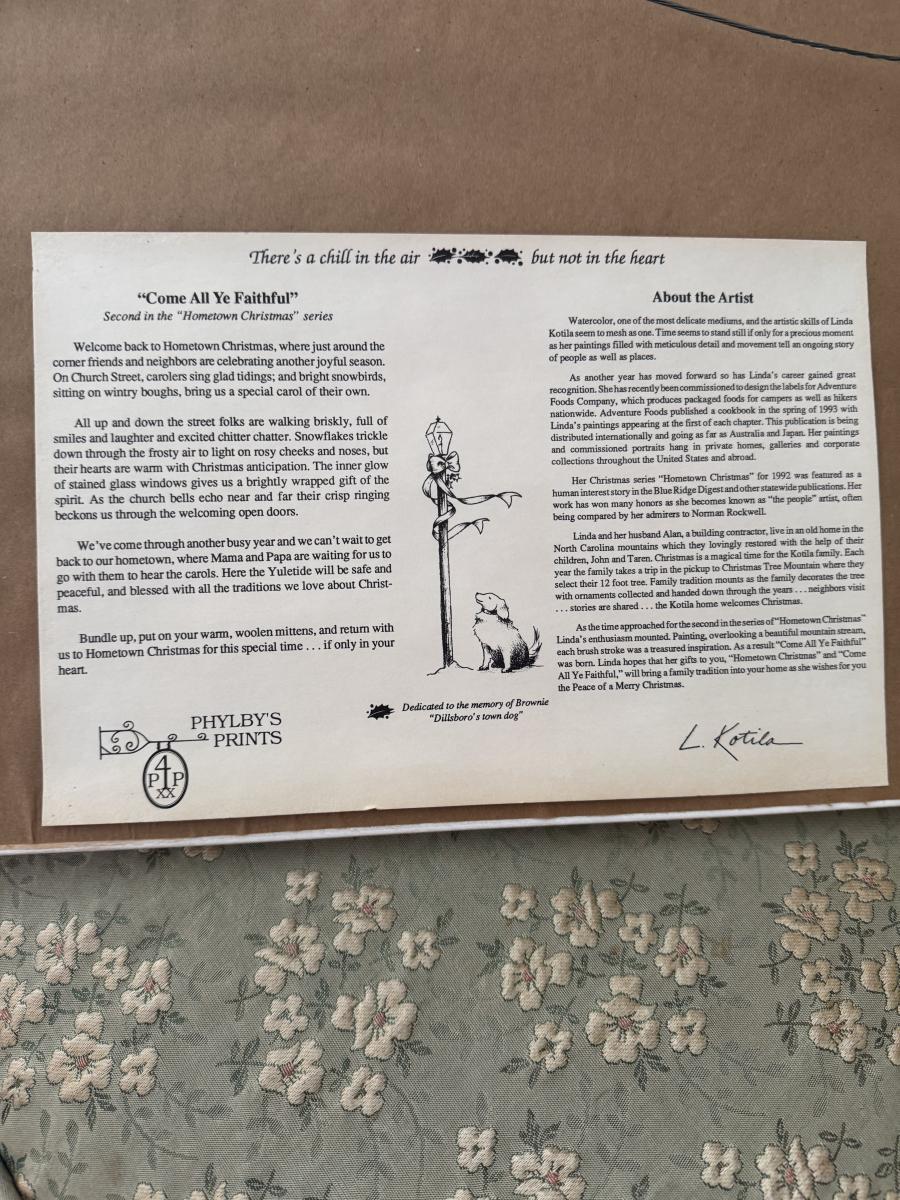 There's a chill in the air but not in the heart
"Come All Ye Faithful"
Second in the "Hometown Christmas" series
Welcome back to Hometown Christmas, where just around the
corner friends and neighbors are celebrating another joyful season.
On Church Street, carolers sing glad tidings; and bright snowbirds,
sitting on wintry boughs, bring us a special carol of their own.
All up and down the street folks are walking briskly, full of
smiles and laughter and excited chitter chatter. Snowflakes trickle
down through the frosty air to light on rosy cheeks and noses, but
their hearts are warm with Christmas anticipation. The inner glow
of stained glass windows gives us a brightly wrapped gift of the
spirit. As the church bells echo near and far their crisp ringing
beckons us through the welcoming open doors.
We've come through another busy year and we can't wait to get
back to our hometown, where Mama and Papa are waiting for us to
go with them to hear the carols. Here the Yuletide will be safe and
peaceful, and blessed with all the traditions we love about Christ-
mas.
Bundle up, put on your warm, woolen mittens, and return with
us to Hometown Christmas for this special time . . . if only in your
heart.
PHYLBY'S
PRINTS
4
P P
XX
Dedicated to the memory of Brownie
"Dillsboro's town dog"
About the Artist
Watercolor, one of the most delicate mediums, and the artistic skills of Linda
Kotila seem to mesh as one. Time seems to stand still if only for a precious moment
as her paintings filled with meticulous detail and movement tell an ongoing story
of people as well as places.
As another year has moved forward so has Linda's career gained great
recognition. She has recently been commissioned to design the labels for Adventure
Foods Company, which produces packaged foods for campers as well as hikers
nationwide. Adventure Foods published a cookbook in the spring of 1993 with
Linda's paintings appearing at the first of each chapter. This publication is being
distributed internationally and going as far as Australia and Japan. Her paintings
and commissioned portraits hang in private homes, galleries and corporate
collections throughout the United States and abroad.
Her Christmas series "Hometown Christmas" for 1992 was featured as a
human interest story in the Blue Ridge Digest and other statewide publications. Her
work has won many honors as she becomes known as "the people" artist, often
being compared by her admirers to Norman Rockwell.
Linda and her husband Alan, a building contractor, live in an old home in the
North Carolina mountains which they lovingly restored with the help of their
children, John and Taren. Christmas is a magical time for the Kotila family. Each
year the family takes a trip in the pickup to Christmas Tree Mountain where they
select their 12 foot tree. Family tradition mounts as the family decorates the tree
with ornaments collected and handed down through the years . . . neighbors visit
. . . stories are shared . . . the Kotila home welcomes Christmas.
As the time approached for the second in the series of "Hometown Christmas"
Linda's enthusiasm mounted. Painting, overlooking a beautiful mountain stream,
each brush stroke was a treasured inspiration. As a result "Come All Ye Faithful"
was born. Linda hopes that her gifts to you, "Hometown Christmas" and "Come
All Ye Faithful," will bring a family tradition into your home as she wishes for you
the Peace of a Merry Christmas.
L. Kotila